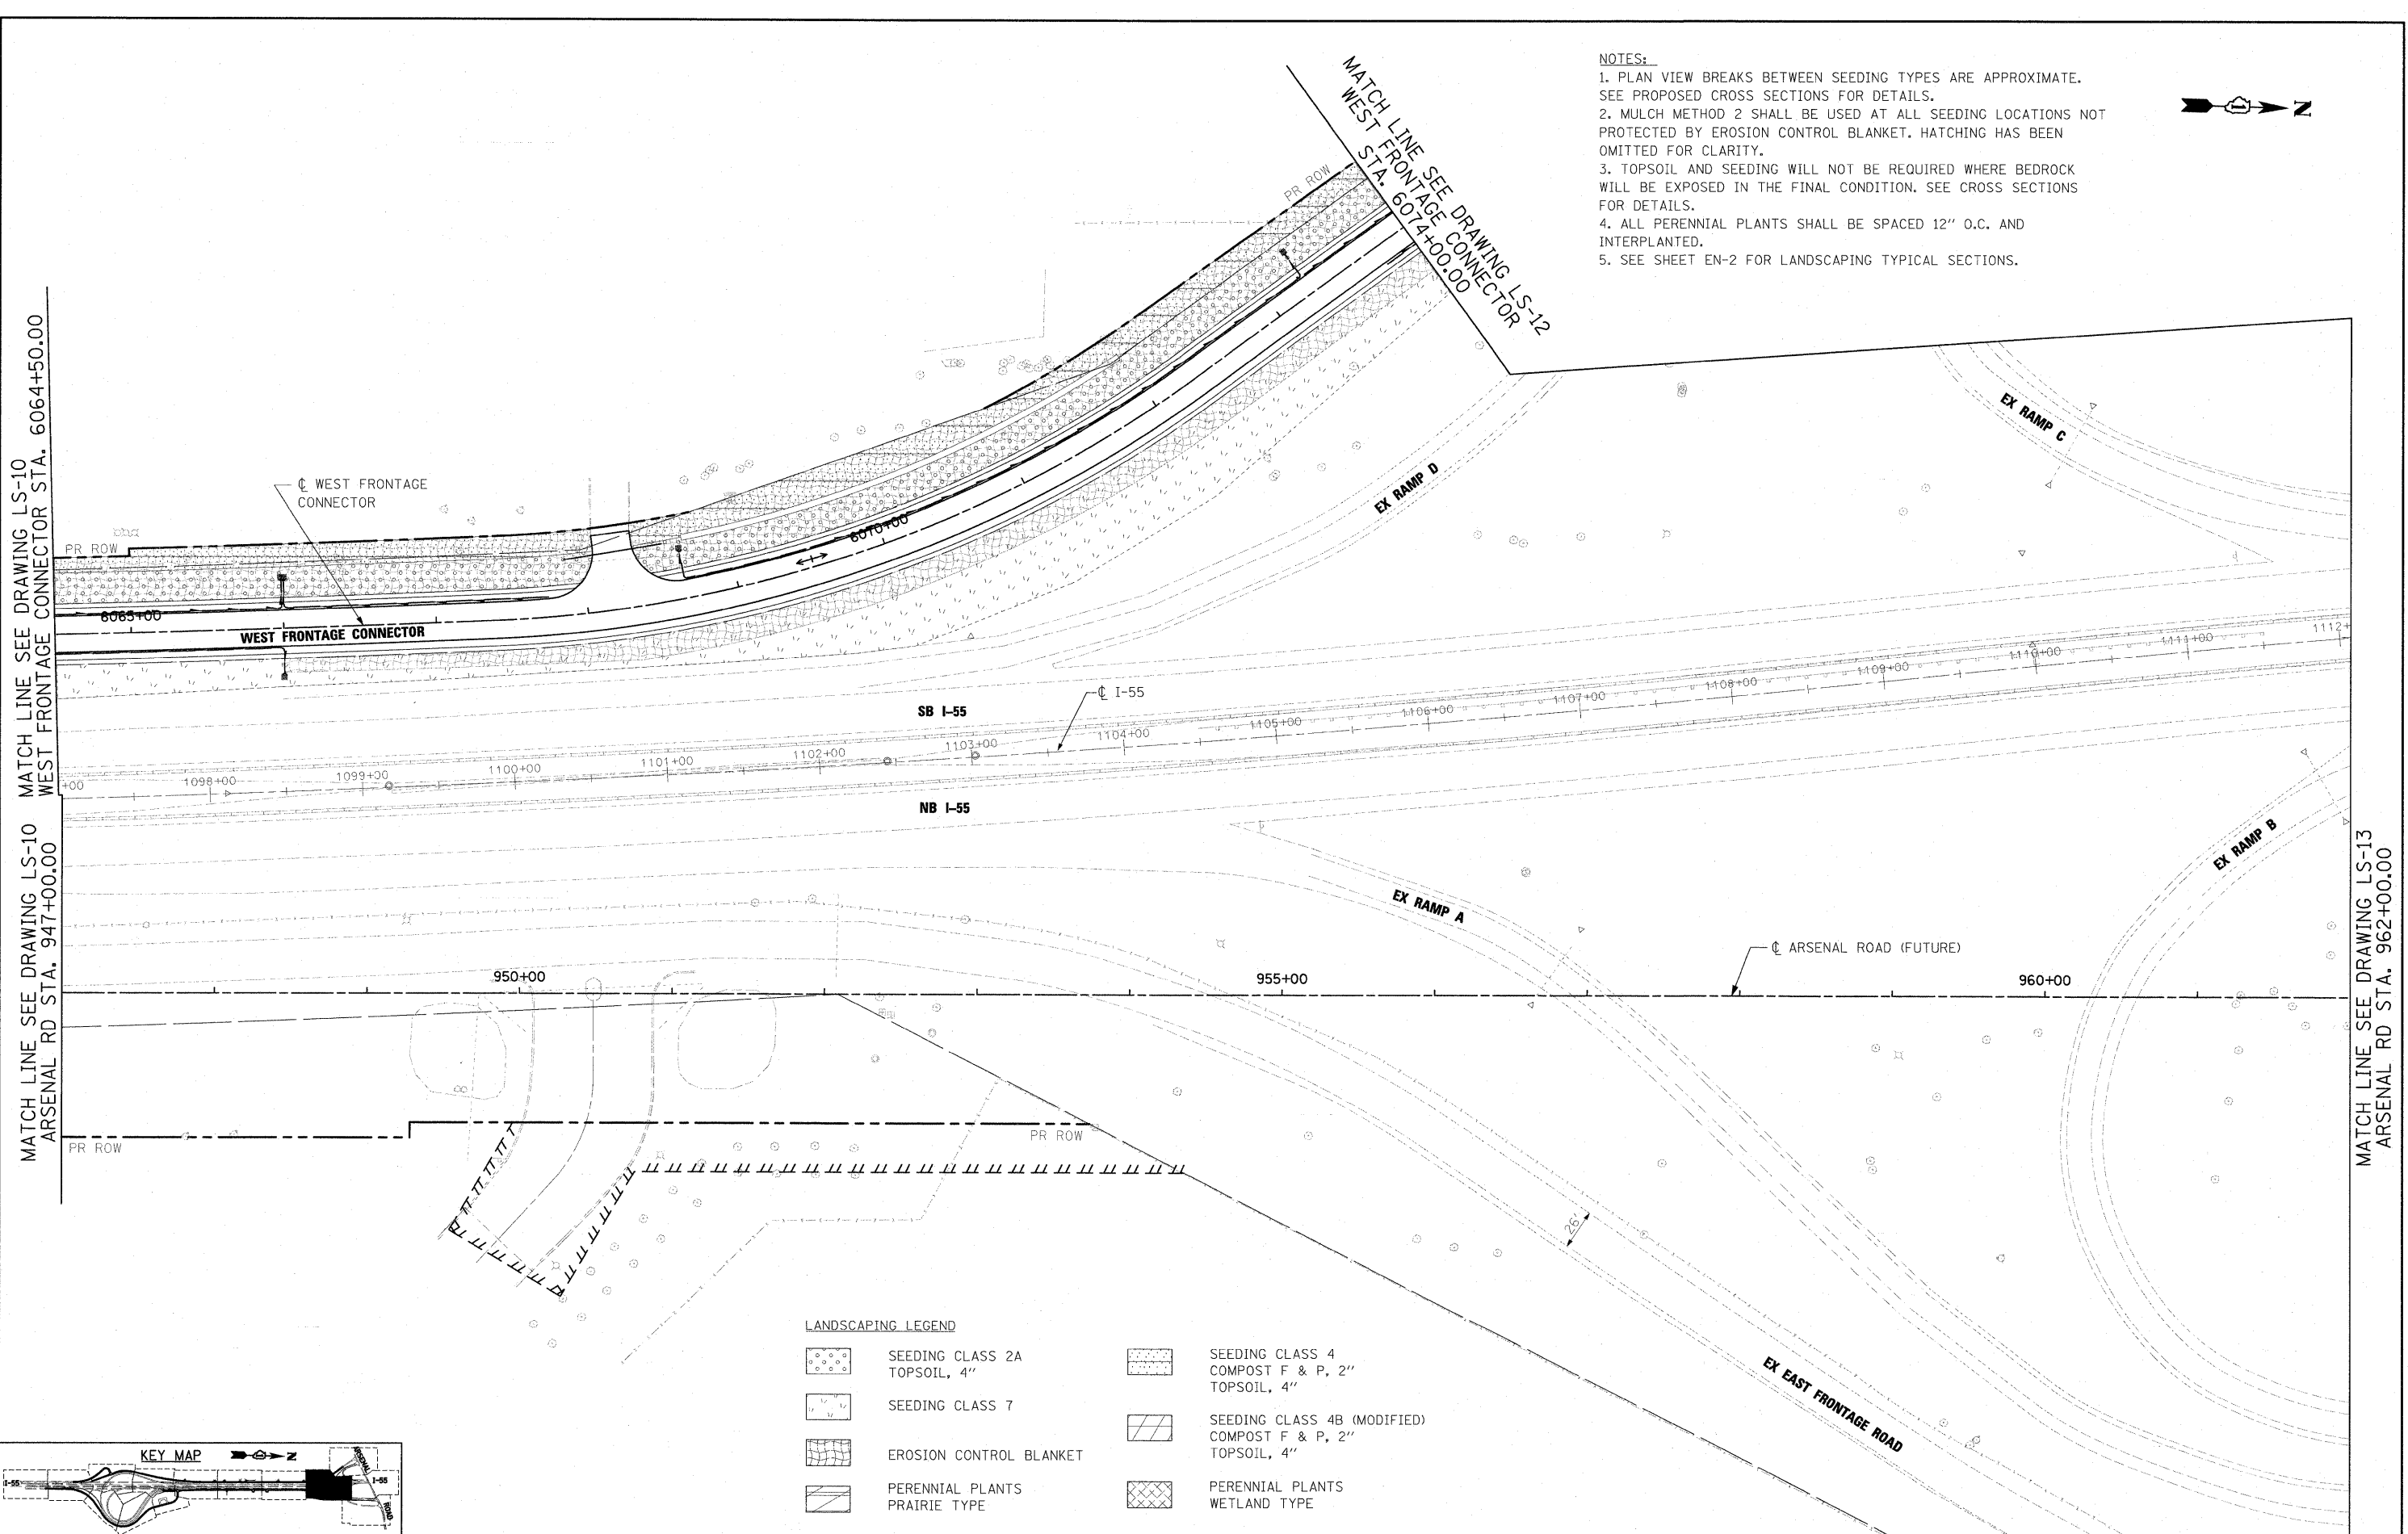 NOTES:
1. PLAN VIEW BREAKS BETWEEN SEEDING TYPES ARE APPROXIMATE.
SEE PROPOSED CROSS SECTIONS FOR DETAILS.
2. MULCH METHOD 2 SHALL BE USED AT ALL SEEDING LOCATIONS NOT
PROTECTED BY EROSION CONTROL BLANKET. HATCHING HAS BEEN
OMITTED FOR CLARITY.
3. TOPSOIL AND SEEDING WILL NOT BE REQUIRED WHERE BEDROCK
WILL BE EXPOSED IN THE FINAL CONDITION. SEE CROSS SECTIONS
FOR DETAILS.
4. ALL PERENNIAL PLANTS SHALL BE SPACED 12" O.C. AND
INTERPLANTED.
5. SEE SHEET EN-2 FOR LANDSCAPING TYPICAL SECTIONS.
N
MATCH LINE SEE DRAWING LS-12
WEST FRONTAGE CONNECTOR
STA. 6074+00.00
PR ROW
MATCH LINE SEE DRAWING LS-10
WEST FRONTAGE CONNECTOR STA. 6064+50.00
℄ WEST FRONTAGE
CONNECTOR
PR ROW
6065+00
WEST FRONTAGE CONNECTOR
6070+00
EX RAMP D
EX RAMP C
SB I-55
℄ I-55
NB I-55
+00
1098+00
1099+00
1100+00
1101+00
1102+00
1103+00
1104+00
1105+00
1106+00
1107+00
1108+00
1109+00
1110+00
1111+00
1112+
EX RAMP A
EX RAMP B
℄ ARSENAL ROAD (FUTURE)
MATCH LINE SEE DRAWING LS-10
ARSENAL RD STA. 947+00.00
950+00
955+00
960+00
MATCH LINE SEE DRAWING LS-13
ARSENAL RD STA. 962+00.00
PR ROW
PR ROW
26'
EX EAST FRONTAGE ROAD
LANDSCAPING LEGEND
SEEDING CLASS 2A
TOPSOIL, 4"
SEEDING CLASS 7
EROSION CONTROL BLANKET
PERENNIAL PLANTS
PRAIRIE TYPE
SEEDING CLASS 4
COMPOST F & P, 2"
TOPSOIL, 4"
SEEDING CLASS 4B (MODIFIED)
COMPOST F & P, 2"
TOPSOIL, 4"
PERENNIAL PLANTS
WETLAND TYPE
KEY MAP
N
I-55
I-55
ARSENAL
ROAD